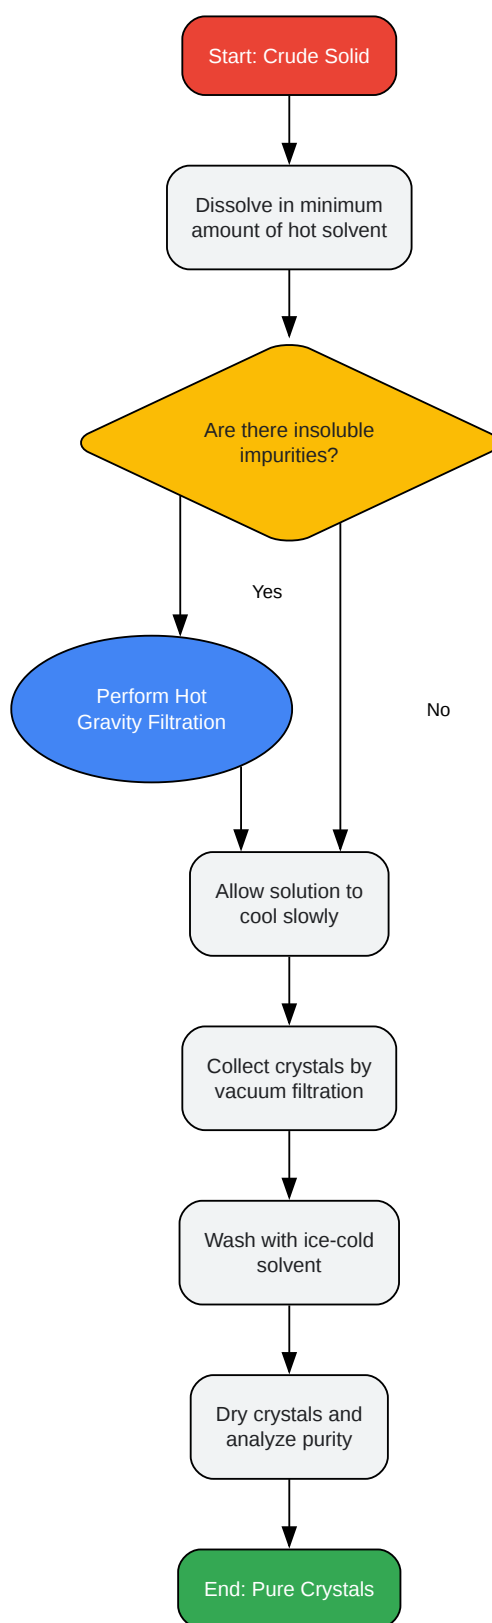 Start: Crude Solid
Dissolve in minimum
amount of hot solvent
Are there insoluble
impurities?
Yes
Perform Hot
Gravity Filtration
No
Allow solution to
cool slowly
Collect crystals by
vacuum filtration
Wash with ice-cold
solvent
Dry crystals and
analyze purity
End: Pure Crystals